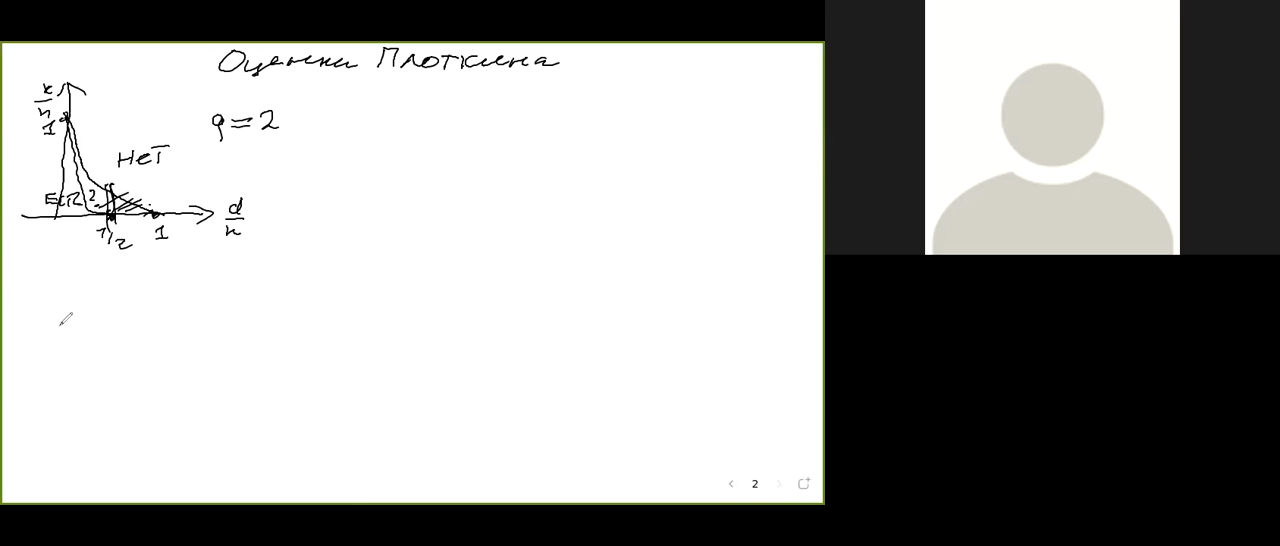 Оценки Плоткина
k/n
1
q=2
Нет
Есть ?
1/2
1
d/n
2